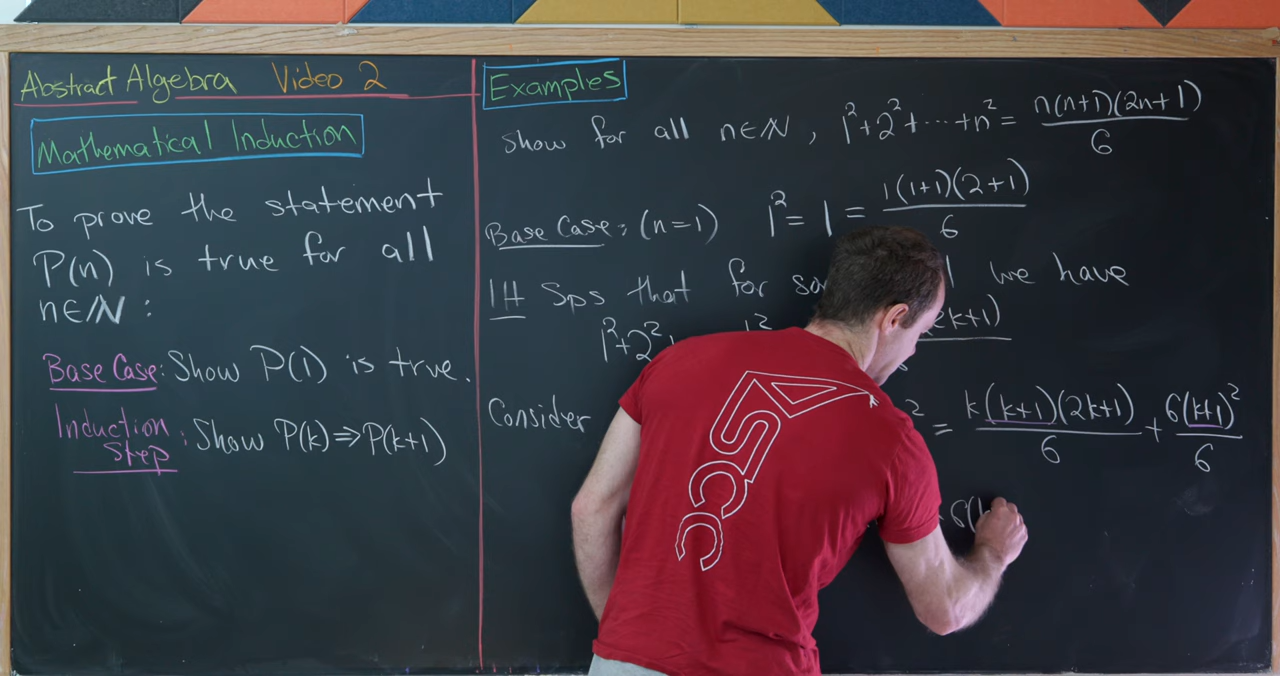 Abstract Algebra Video 2
Mathematical Induction
To prove the statement
P(n) is true for all
n∈ℕ:
Base Case: Show P(1) is true.
Induction Step: Show P(k)⇒P(k+1)
Examples
Show for all n∈ℕ, 1²+2²+⋯+n² = n(n+1)(2n+1)/6
Base Case: (n=1) 1² = 1 = 1(1+1)(2+1)/6
IH Sps that for we have
1²+2² k+1)
Consider ² = k(k+1)(2k+1)/6 + 6(k+1)²/6
6(